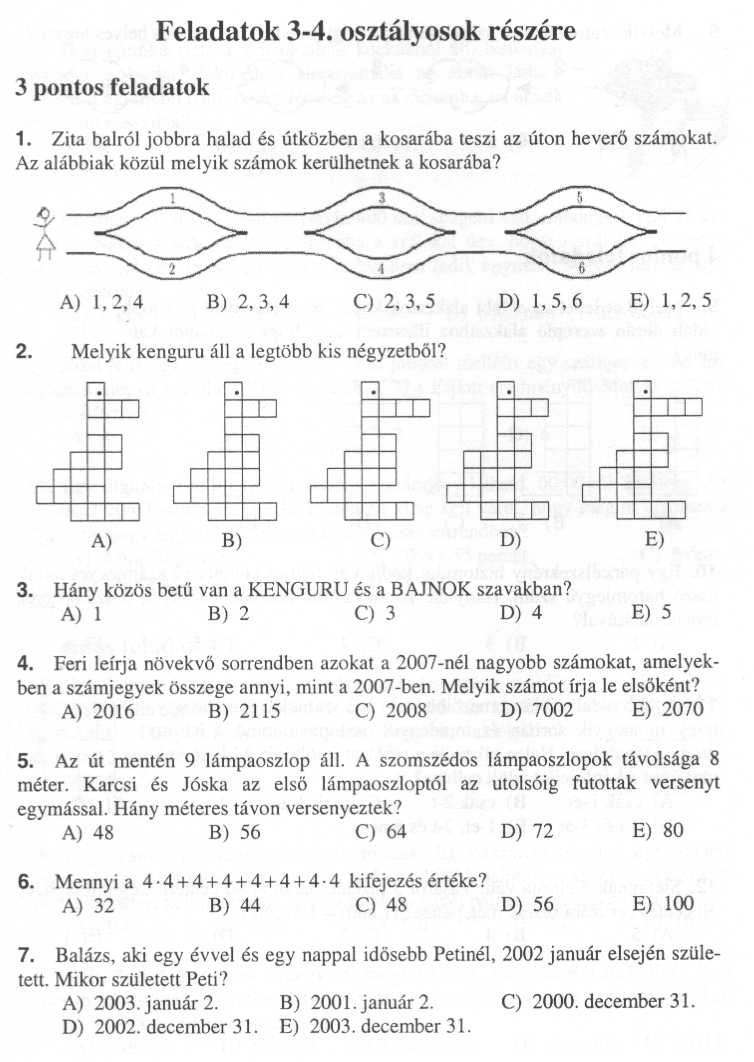 Feladatok 3-4. osztályosok részére
3 pontos feladatok
1. Zita balról jobbra halad és útközben a kosarába teszi az úton heverő számokat.
Az alábbiak közül melyik számok kerülhetnek a kosarába?
1 3 5
2 4 6
A) 1, 2, 4 B) 2, 3, 4 C) 2, 3, 5 D) 1, 5, 6 E) 1, 2, 5
2. Melyik kenguru áll a legtöbb kis négyzetből?
A) B) C) D) E)
3. Hány közös betű van a KENGURU és a BAJNOK szavakban?
A) 1 B) 2 C) 3 D) 4 E) 5
4. Feri leírja növekvő sorrendben azokat a 2007-nél nagyobb számokat, amelyek-
ben a számjegyek összege annyi, mint a 2007-ben. Melyik számot írja le elsőként?
A) 2016 B) 2115 C) 2008 D) 7002 E) 2070
5. Az út mentén 9 lámpaoszlop áll. A szomszédos lámpaoszlopok távolsága 8
méter. Karcsi és Jóska az első lámpaoszloptól az utolsóig futottak versenyt
egymással. Hány méteres távon versenyeztek?
A) 48 B) 56 C) 64 D) 72 E) 80
6. Mennyi a 4·4+4+4+4+4+4·4 kifejezés értéke?
A) 32 B) 44 C) 48 D) 56 E) 100
7. Balázs, aki egy évvel és egy nappal idősebb Petinél, 2002 január elsején szüle-
tett. Mikor született Peti?
A) 2003. január 2. B) 2001. január 2. C) 2000. december 31.
D) 2002. december 31. E) 2003. december 31.